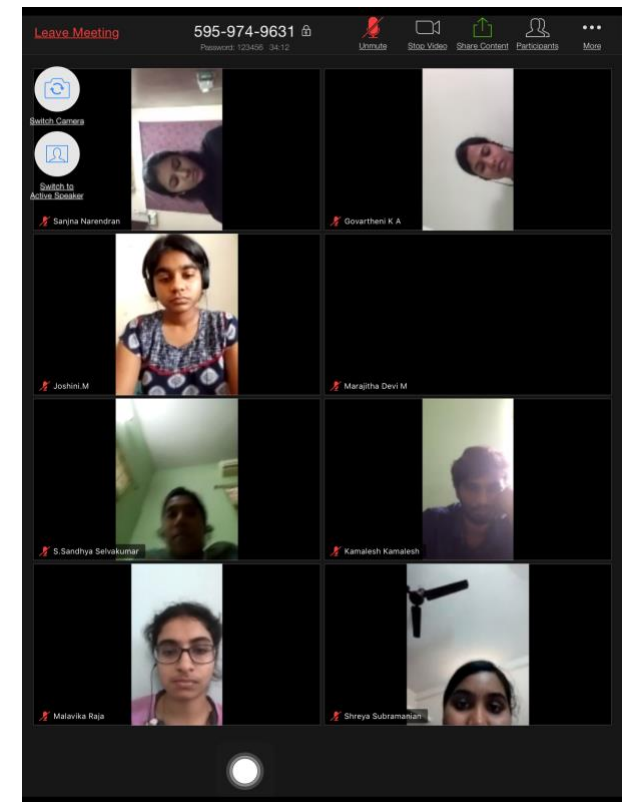 Leave Meeting
595-974-9631
Password: 123456 34:12
Unmute
Stop Video
Share Content
Participants
More
Switch Camera
Switch to
Active Speaker
Sanjna Narendran
Govartheni K A
Joshini.M
Marajitha Devi M
S.Sandhya Selvakumar
Kamalesh Kamalesh
Malavika Raja
Shreya Subramanian